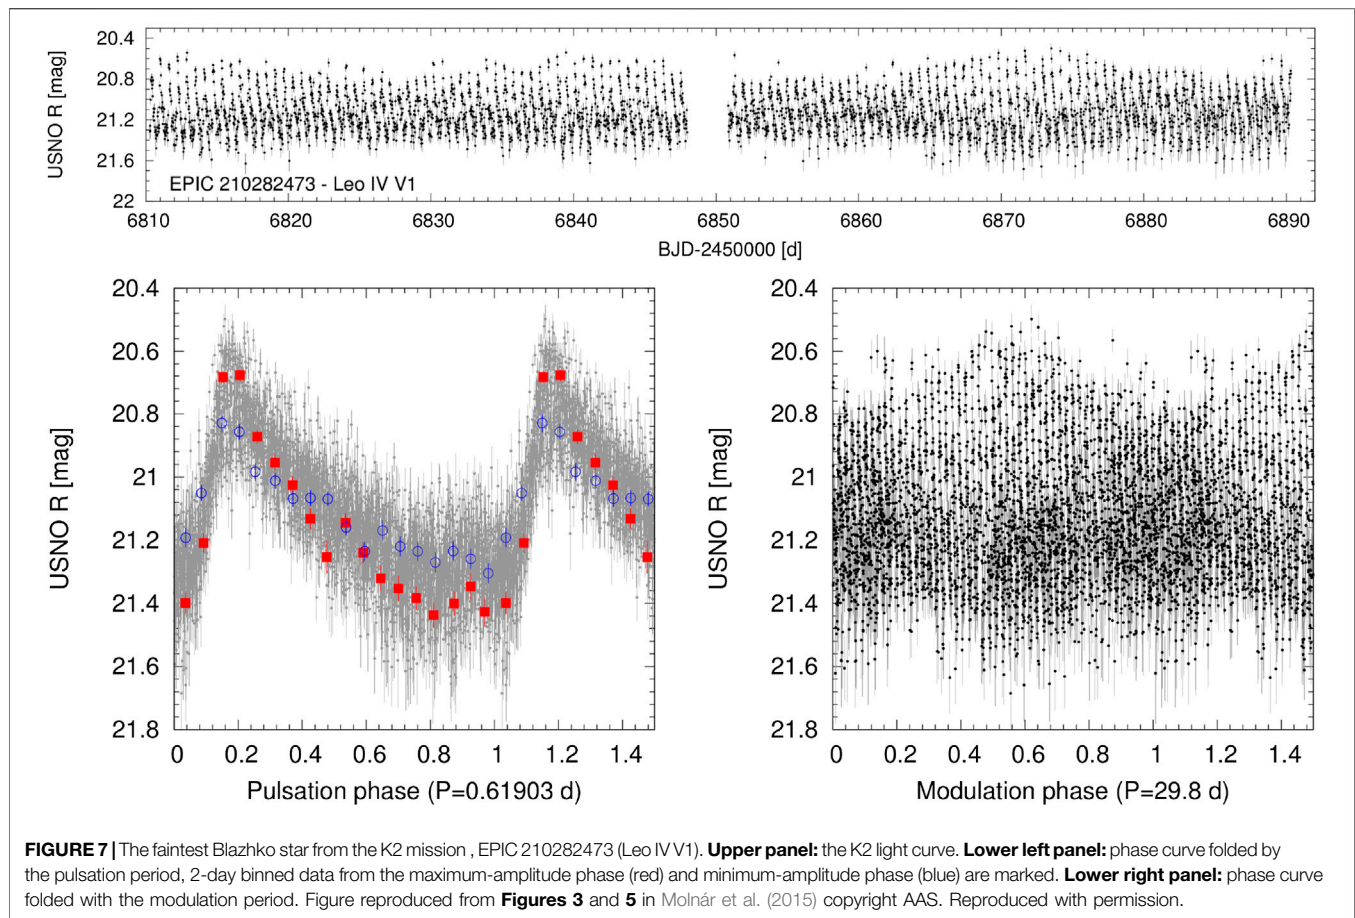 USNO R [mag]
20.4
20.8
21.2
21.6
22
EPIC 210282473 - Leo IV V1
6810 6820 6830 6840 6850 6860 6870 6880 6890
BJD-2450000 [d]
USNO R [mag]
20.4
20.6
20.8
21
21.2
21.4
21.6
21.8
0 0.2 0.4 0.6 0.8 1 1.2 1.4
Pulsation phase (P=0.61903 d)
USNO R [mag]
20.4
20.6
20.8
21
21.2
21.4
21.6
21.8
0 0.2 0.4 0.6 0.8 1 1.2 1.4
Modulation phase (P=29.8 d)
FIGURE 7 | The faintest Blazhko star from the K2 mission , EPIC 210282473 (Leo IV V1). Upper panel: the K2 light curve. Lower left panel: phase curve folded by
the pulsation period, 2-day binned data from the maximum-amplitude phase (red) and minimum-amplitude phase (blue) are marked. Lower right panel: phase curve
folded with the modulation period. Figure reproduced from Figures 3 and 5 in Molnár et al. (2015) copyright AAS. Reproduced with permission.